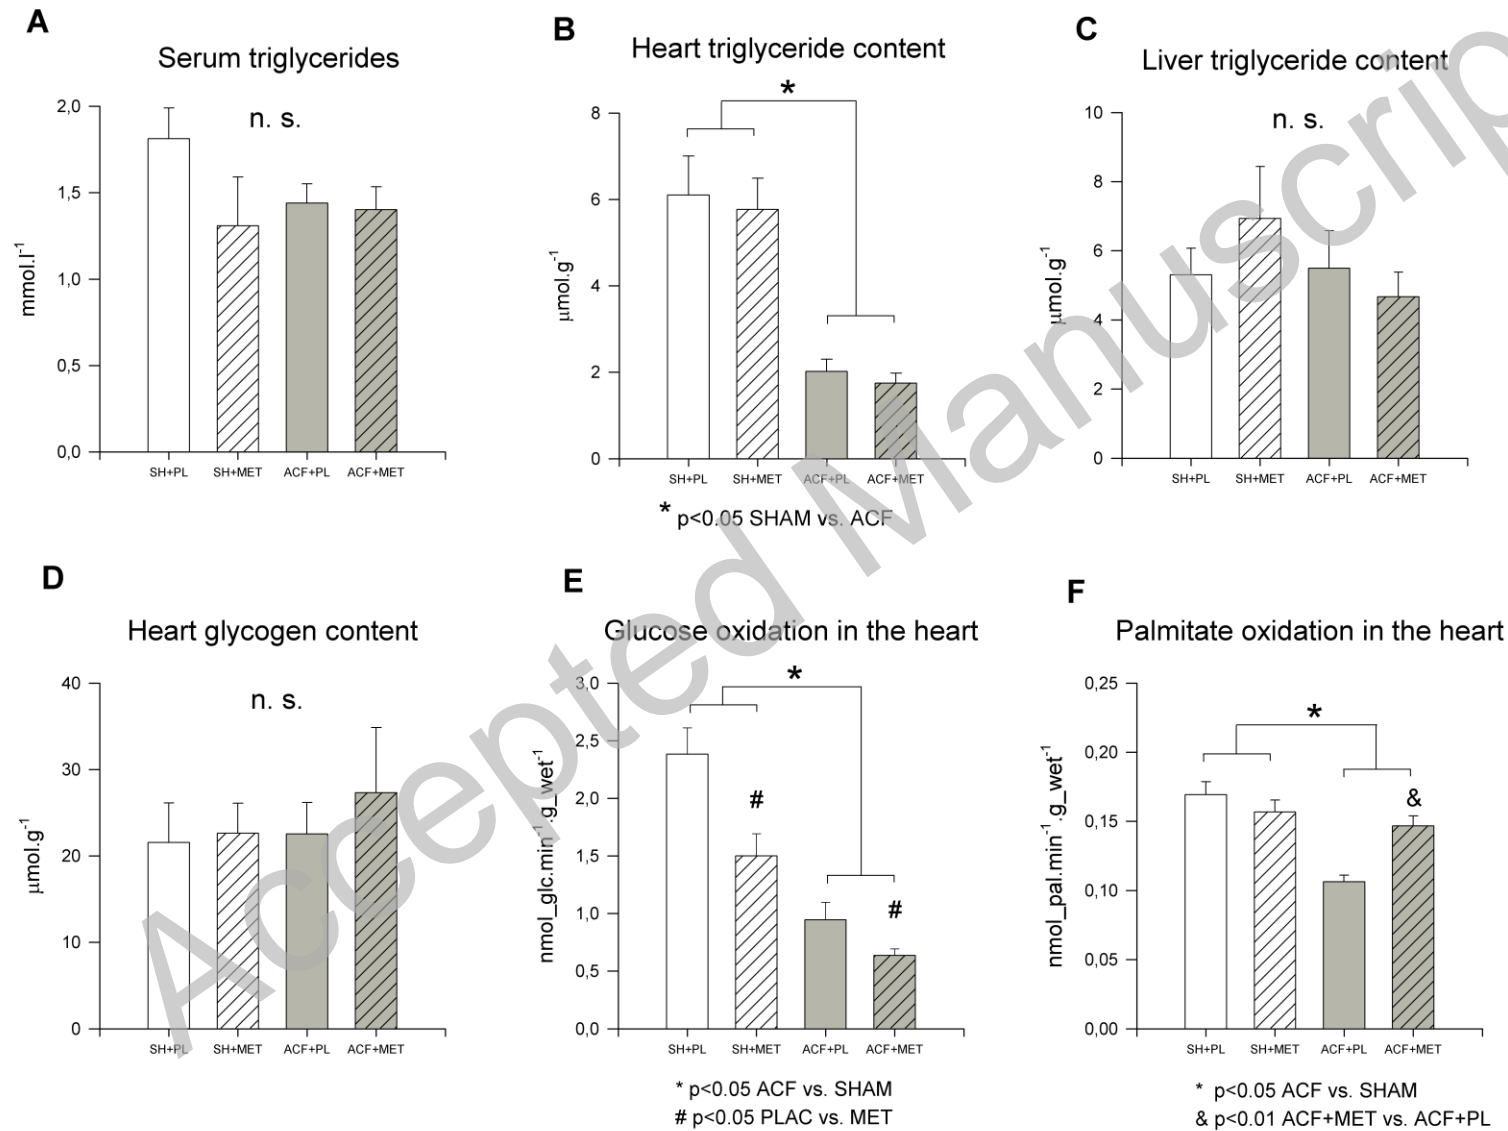 A
Serum triglycerides
n. s.
mmol.l⁻¹
2,0
1,5
1,0
0,5
0,0
SH+PL SH+MET ACF+PL ACF+MET
B
Heart triglyceride content
*
μmol.g⁻¹
8
6
4
2
0
SH+PL SH+MET ACF+PL ACF+MET
* p<0.05 SHAM vs. ACF
C
Liver triglyceride content
n. s.
μmol.g⁻¹
10
8
6
4
2
0
SH+PL SH+MET ACF+PL ACF+MET
D
Heart glycogen content
n. s.
μmol.g⁻¹
40
30
20
10
0
SH+PL SH+MET ACF+PL ACF+MET
E
Glucose oxidation in the heart
*
#
#
nmol_glc.min⁻¹.g_wet⁻¹
3,0
2,5
2,0
1,5
1,0
0,5
0,0
SH+PL SH+MET ACF+PL ACF+MET
* p<0.05 ACF vs. SHAM
# p<0.05 PLAC vs. MET
F
Palmitate oxidation in the heart
*
&
nmol_pal.min⁻¹.g_wet⁻¹
0,25
0,20
0,15
0,10
0,05
0,00
SH+PL SH+MET ACF+PL ACF+MET
* p<0.05 ACF vs. SHAM
& p<0.01 ACF+MET vs. ACF+PL
Accepted Manuscrip